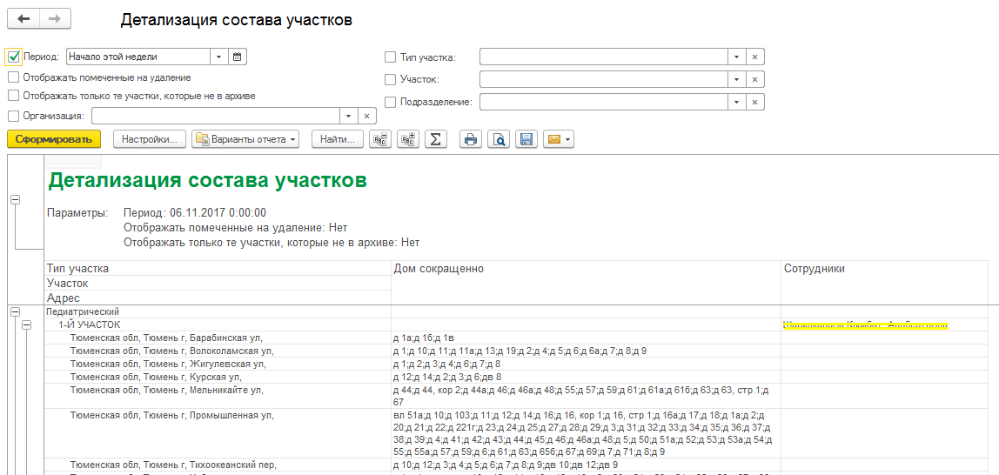 Детализация состава участков
Период: Начало этой недели
Тип участка:
Отображать помеченные на удаление
Участок:
Отображать только те участки, которые не в архиве
Подразделение:
Организация:
Сформировать Настройки... Варианты отчета Найти...
Детализация состава участков
Параметры: Период: 06.11.2017 0:00:00
Отображать помеченные на удаление: Нет
Отображать только те участки, которые не в архиве: Нет
Тип участка Дом сокращенно Сотрудники
Участок
Адрес
Педиатрический
1-Й УЧАСТОК
Тюменская обл, Тюмень г, Барабинская ул, д 1а;д 1б;д 1в
Тюменская обл, Тюмень г, Волоколамская ул, д 1;д 10;д 11;д 11а;д 13;д 19;д 2;д 4;д 5;д 6;д 6а;д 7;д 8;д 9
Тюменская обл, Тюмень г, Жигулевская ул, д 1;д 2;д 3;д 4;д 6;д 7;д 8
Тюменская обл, Тюмень г, Курская ул, д 12;д 14;д 2;д 3;д 6;дв 8
Тюменская обл, Тюмень г, Мельникайте ул, д 44;д 44, кор 2;д 44а;д 46;д 46а;д 48;д 55;д 57;д 59;д 61;д 61а;д 61б;д 63;д 63, стр 1;д
67
Тюменская обл, Тюмень г, Промышленная ул, вл 51а;д 10;д 103;д 11;д 12;д 14;д 16;д 16, кор 1;д 16, стр 1;д 16а;д 17;д 18;д 1а;д 2;д
20;д 21;д 22;д 221г;д 23;д 24;д 25;д 27;д 28;д 29;д 3;д 31;д 32;д 33;д 34;д 35;д 36;д 37;д
38;д 39;д 4;д 41;д 42;д 43;д 44;д 45;д 46;д 46а;д 48;д 5;д 50;д 51а;д 52;д 53;д 53а;д 54;д
55;д 55а;д 57;д 59;д 6;д 61;д 63;д 65б;д 67;д 69;д 7;д 71;д 8;д 9
Тюменская обл, Тюмень г, Тихоокеанский пер, д 10;д 12;д 3;д 4;д 5;д 6;д 7;д 8;д 9;дв 10;дв 12;дв 9